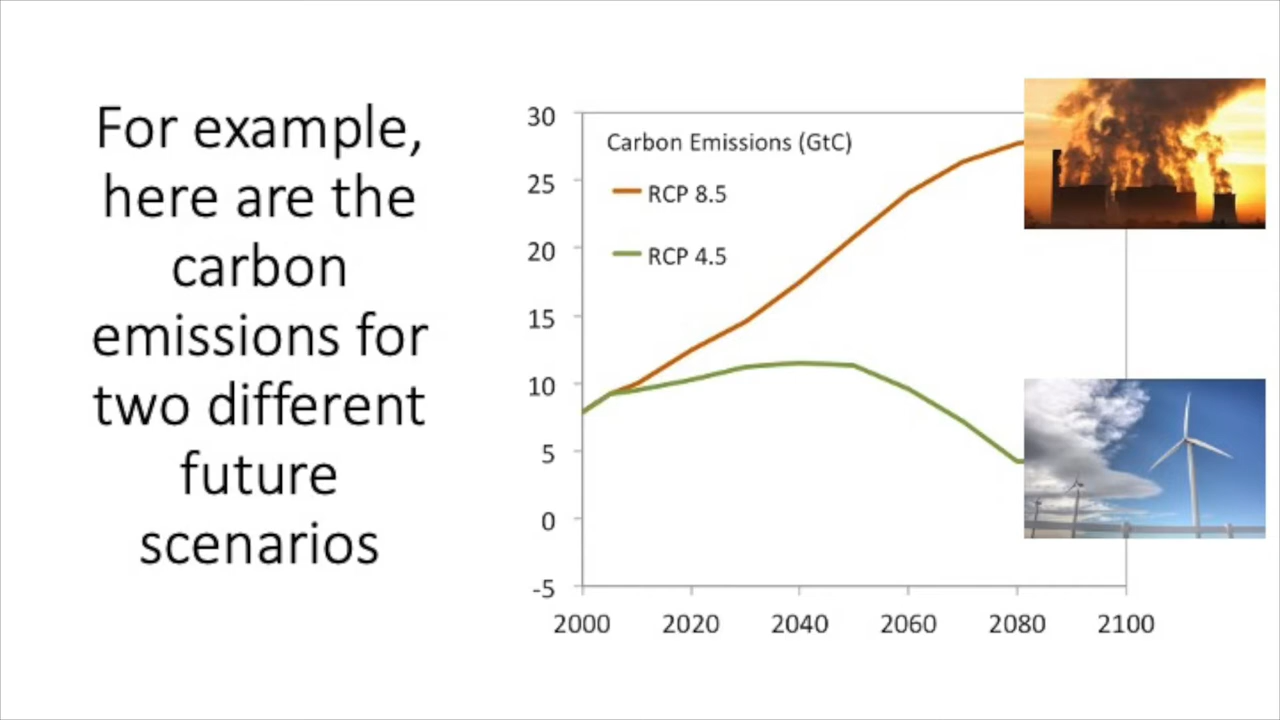 For example,
here are the
carbon
emissions for
two different
future
scenarios
Carbon Emissions (GtC)
RCP 8.5
RCP 4.5
30
25
20
15
10
5
0
-5
2000 2020 2040 2060 2080 2100